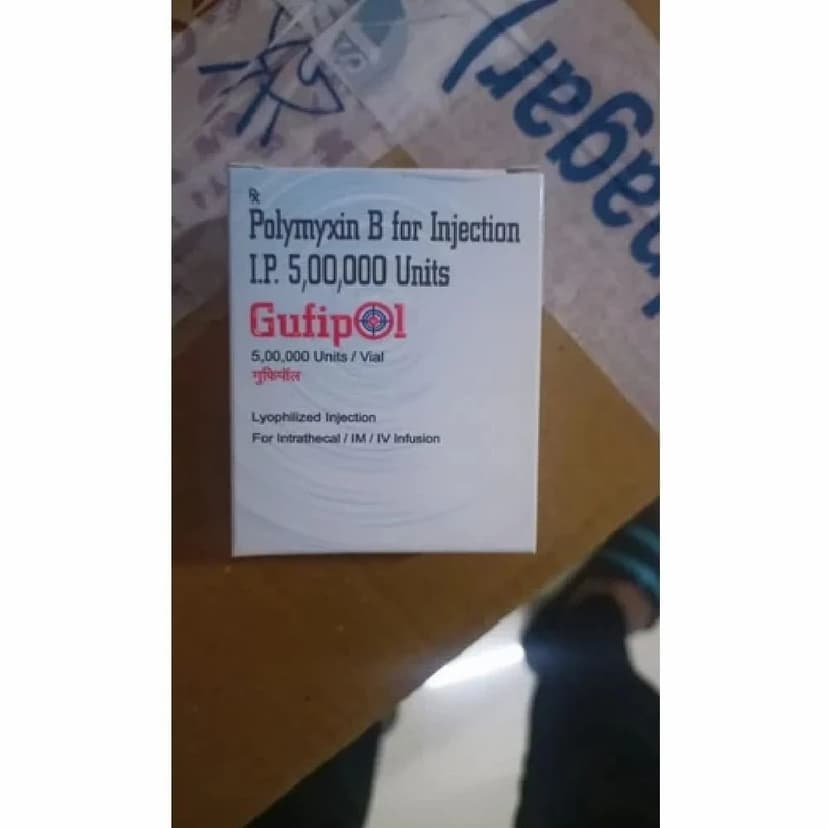 Rx
Polymyxin B for Injection
I.P. 5,00,000 Units
Gufipol
5,00,000 Units / Vial
गुफिपॉल
Lyophilized Injection
For Intrathecal / IM / IV Infusion